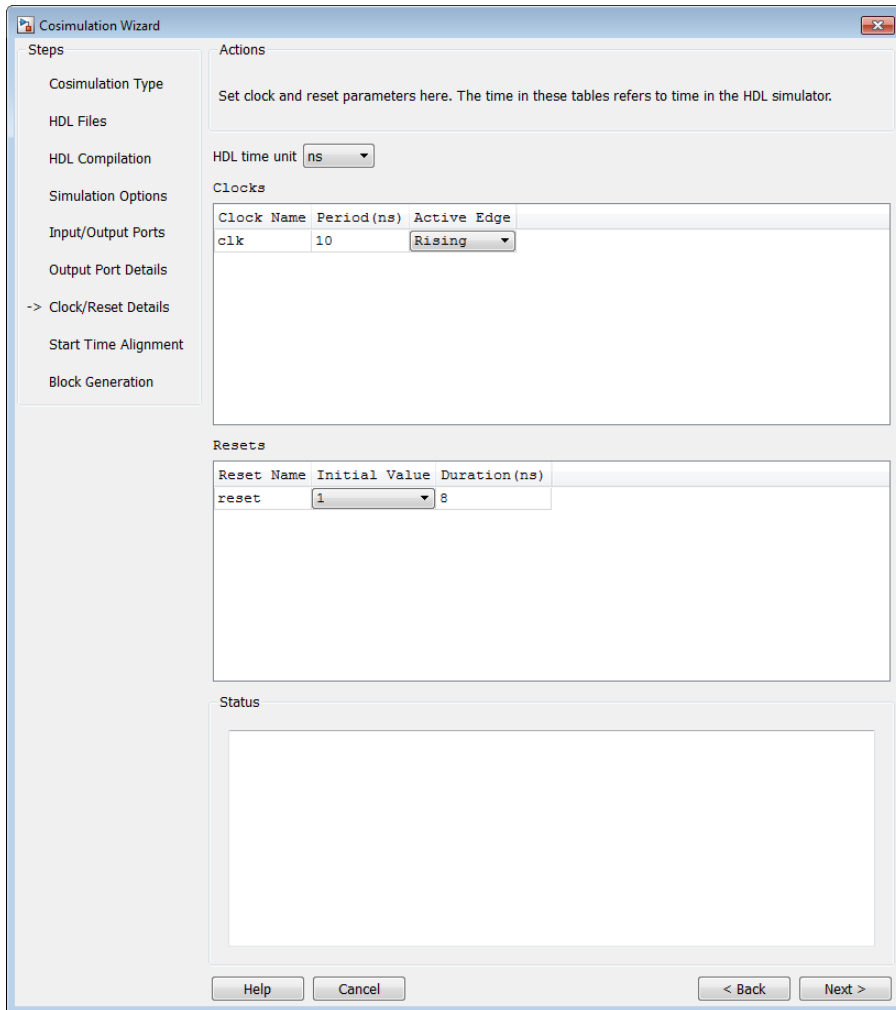 Cosimulation Wizard
Steps
Cosimulation Type
HDL Files
HDL Compilation
Simulation Options
Input/Output Ports
Output Port Details
-> Clock/Reset Details
Start Time Alignment
Block Generation
Actions
Set clock and reset parameters here. The time in these tables refers to time in the HDL simulator.
HDL time unit ns
Clocks
Clock Name Period(ns) Active Edge
clk 10 Rising
Resets
Reset Name Initial Value Duration(ns)
reset 1 8
Status
Help Cancel < Back Next >